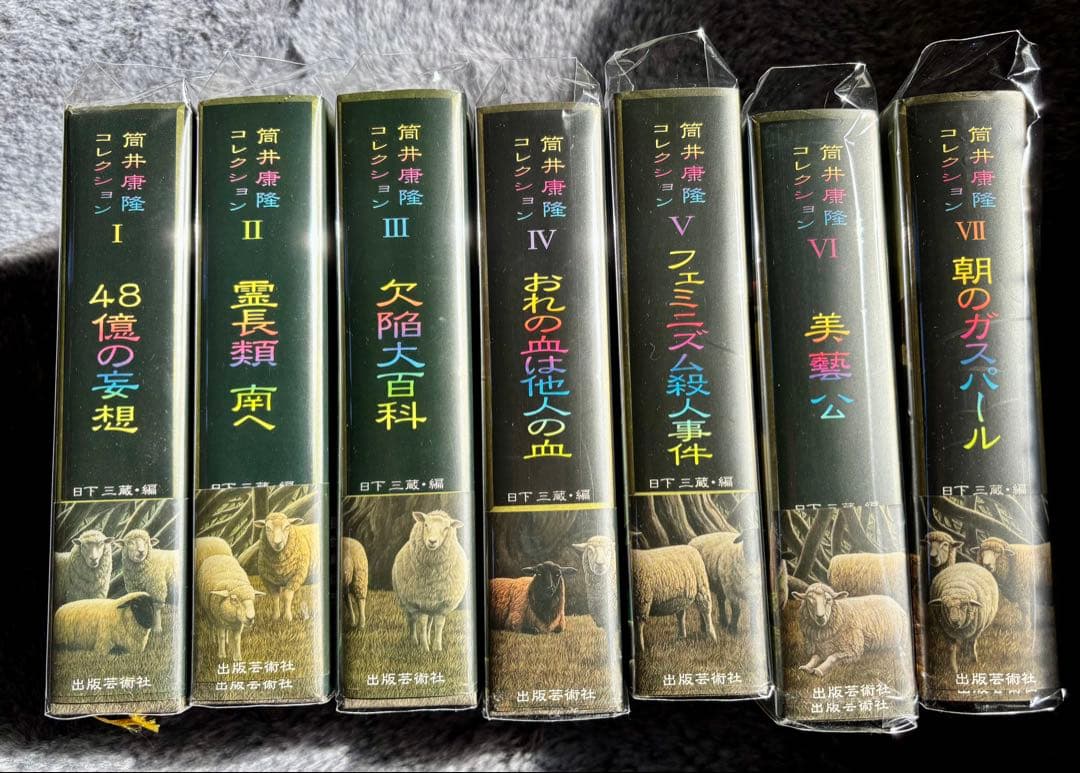 筒井康隆
コレクション
I
48億の妄想
日下三蔵・編
出版芸術社
筒井康隆
コレクション
II
霊長類 南へ
出版芸術社
出版芸術社
筒井康隆
コレクション
III
欠陥大百科
日下三蔵・編
出版芸術社
筒井康隆
コレクション
IV
おれの血は他人の血
日下三蔵・編
出版芸術社
筒井康隆
コレクション
V
フェミニズム殺人事件
日下三蔵・編
出版芸術社
筒井康隆
コレクション
VI
美藝公
出版芸術社
出版芸術社
筒井康隆
コレクション
VII
朝のガスパール
出版芸術社